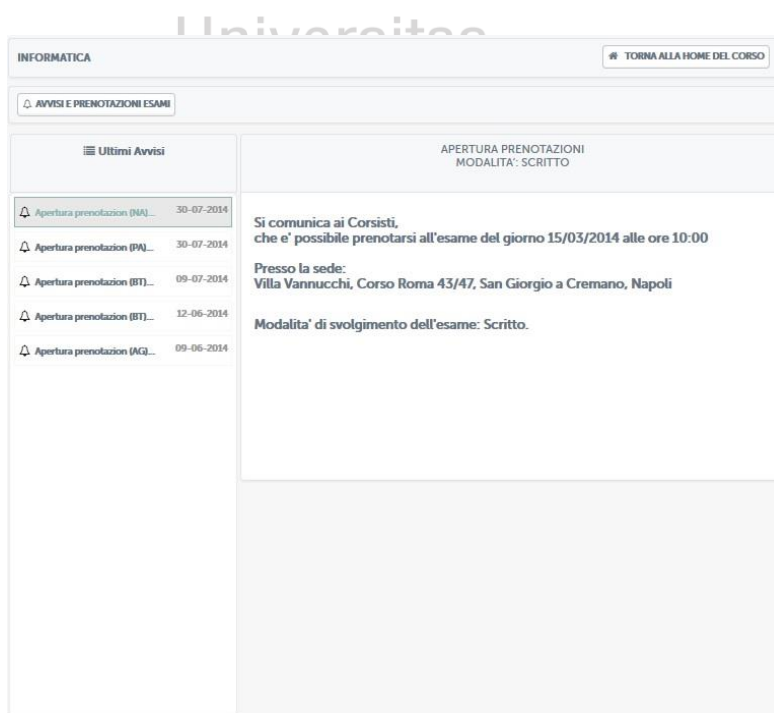 Universitas
INFORMATICA
TORNA ALLA HOME DEL CORSO
AVVISI E PRENOTAZIONI ESAMI
Ultimi Avvisi
Apertura prenotazion (NA)... 30-07-2014
Apertura prenotazion (PA)... 30-07-2014
Apertura prenotazion (BT)... 09-07-2014
Apertura prenotazion (BT)... 12-06-2014
Apertura prenotazion (AG)... 09-06-2014
APERTURA PRENOTAZIONI
MODALITA': SCRITTO
Si comunica ai Corsisti,
che e' possibile prenotarsi all'esame del giorno 15/03/2014 alle ore 10:00
Presso la sede:
Villa Vannucchi, Corso Roma 43/47, San Giorgio a Cremano, Napoli
Modalita' di svolgimento dell'esame: Scritto.